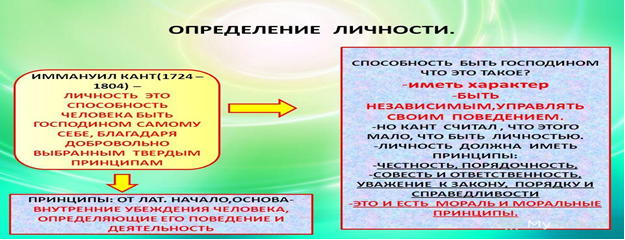 ОПРЕДЕЛЕНИЕ ЛИЧНОСТИ.
ИММАНУИЛ КАНТ(1724 –
1804) –
ЛИЧНОСТЬ ЭТО
СПОСОБНОСТЬ
ЧЕЛОВЕКА БЫТЬ
ГОСПОДИНОМ САМОМУ
СЕБЕ, БЛАГОДАРЯ
ДОБРОВОЛЬНО
ВЫБРАННЫМ ТВЕРДЫМ
ПРИНЦИПАМ
ПРИНЦИПЫ: ОТ ЛАТ. НАЧАЛО,ОСНОВА-
ВНУТРЕННИЕ УБЕЖДЕНИЯ ЧЕЛОВЕКА,
ОПРЕДЕЛЯЮЩИЕ ЕГО ПОВЕДЕНИЕ И
ДЕЯТЕЛЬНОСТЬ
СПОСОБНОСТЬ БЫТЬ ГОСПОДИНОМ
ЧТО ЭТО ТАКОЕ?
-иметь характер
-БЫТЬ
НЕЗАВИСИМЫМ,УПРАВЛЯТЬ
СВОИМ ПОВЕДЕНИЕМ.
-НО КАНТ СЧИТАЛ , ЧТО ЭТОГО
МАЛО, ЧТО БЫТЬ ЛИЧНОСТЬЮ.
-ЛИЧНОСТЬ ДОЛЖНА ИМЕТЬ
ПРИНЦИПЫ:
-ЧЕСТНОСТЬ, ПОРЯДОЧНОСТЬ,
-СОВЕСТЬ И ОТВЕТСТВЕННОСТЬ,
УВАЖЕНИЕ К ЗАКОНУ, ПОРЯДКУ И
СПРАВЕДЛИВОСТИ
-ЭТО И ЕСТЬ МОРАЛЬ И МОРАЛЬНЫЕ
ПРИНЦИПЫ.
My